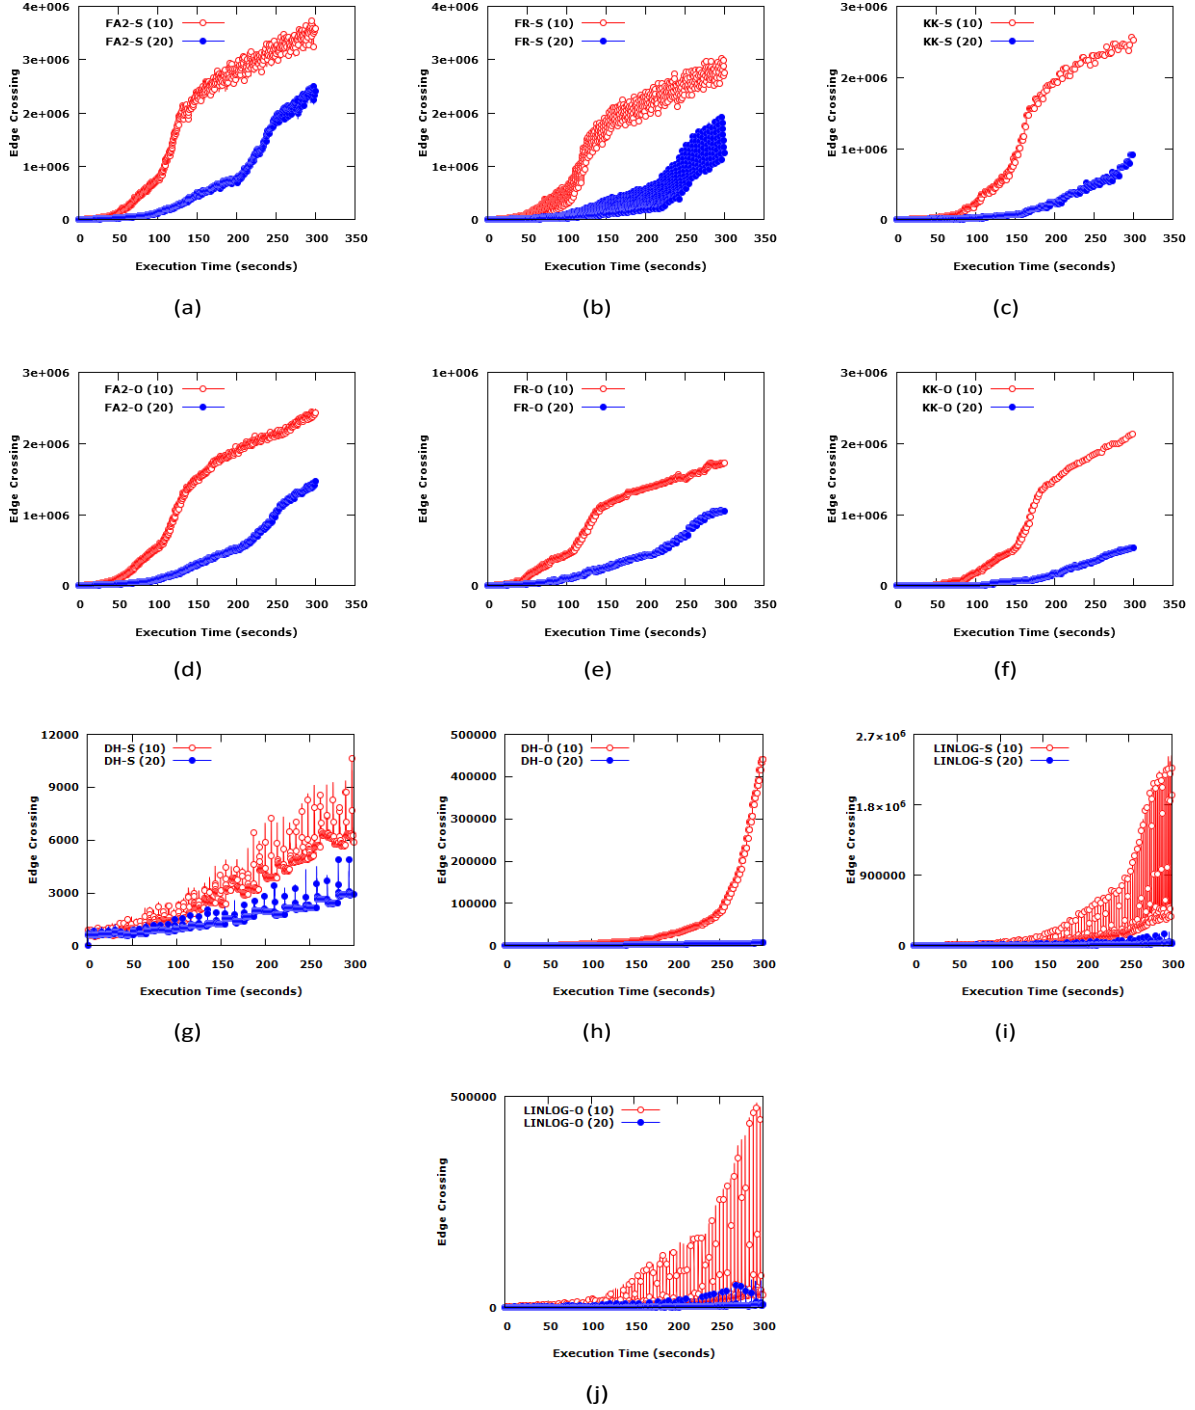 4e+006
3e+006
2e+006
1e+006
0
FA2-S (10)
FA2-S (20)
Edge Crossing
0 50 100 150 200 250 300 350
Execution Time (seconds)
(a)
4e+006
3e+006
2e+006
1e+006
0
FR-S (10)
FR-S (20)
Edge Crossing
0 50 100 150 200 250 300 350
Execution Time (seconds)
(b)
3e+006
2e+006
1e+006
0
KK-S (10)
KK-S (20)
Edge Crossing
0 50 100 150 200 250 300 350
Execution Time (seconds)
(c)
3e+006
2e+006
1e+006
0
FA2-O (10)
FA2-O (20)
Edge Crossing
0 50 100 150 200 250 300 350
Execution Time (seconds)
(d)
1e+006
0
FR-O (10)
FR-O (20)
Edge Crossing
0 50 100 150 200 250 300 350
Execution Time (seconds)
(e)
3e+006
2e+006
1e+006
0
KK-O (10)
KK-O (20)
Edge Crossing
0 50 100 150 200 250 300 350
Execution Time (seconds)
(f)
12000
9000
6000
3000
0
DH-S (10)
DH-S (20)
Edge Crossing
0 50 100 150 200 250 300
Execution Time (seconds)
(g)
500000
400000
300000
200000
100000
0
DH-O (10)
DH-O (20)
Edge Crossing
0 50 100 150 200 250 300
Execution Time (seconds)
(h)
2.7×10⁶
1.8×10⁶
900000
0
LINLOG-S (10)
LINLOG-S (20)
Edge Crossing
0 50 100 150 200 250 300
Execution Time (seconds)
(i)
500000
0
LINLOG-O (10)
LINLOG-O (20)
Edge Crossing
0 50 100 150 200 250 300
Execution Time (seconds)
(j)